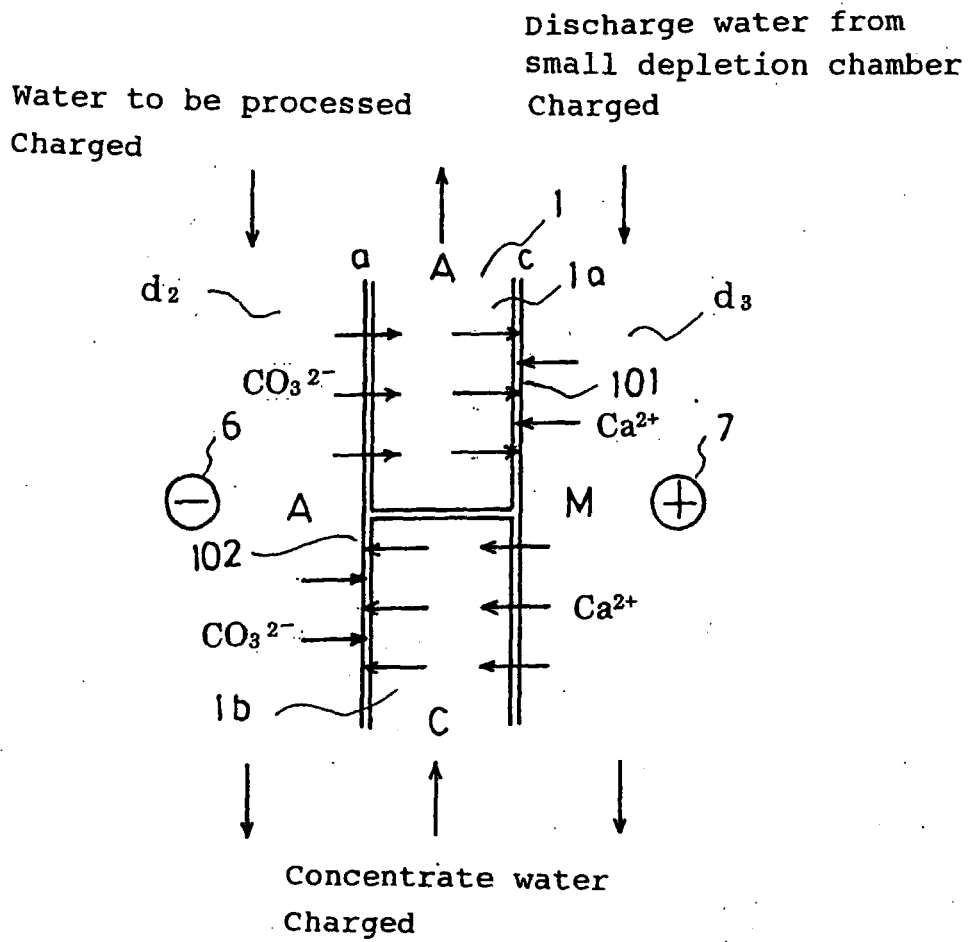 Discharge water from
small depletion chamber
Charged
Water to be processed
Charged
1
a A c
1a
d2 d3
CO3 2− 101
Ca2+
6 7
− A M +
102
Ca2+
CO3 2−
1b C
Concentrate water
Charged